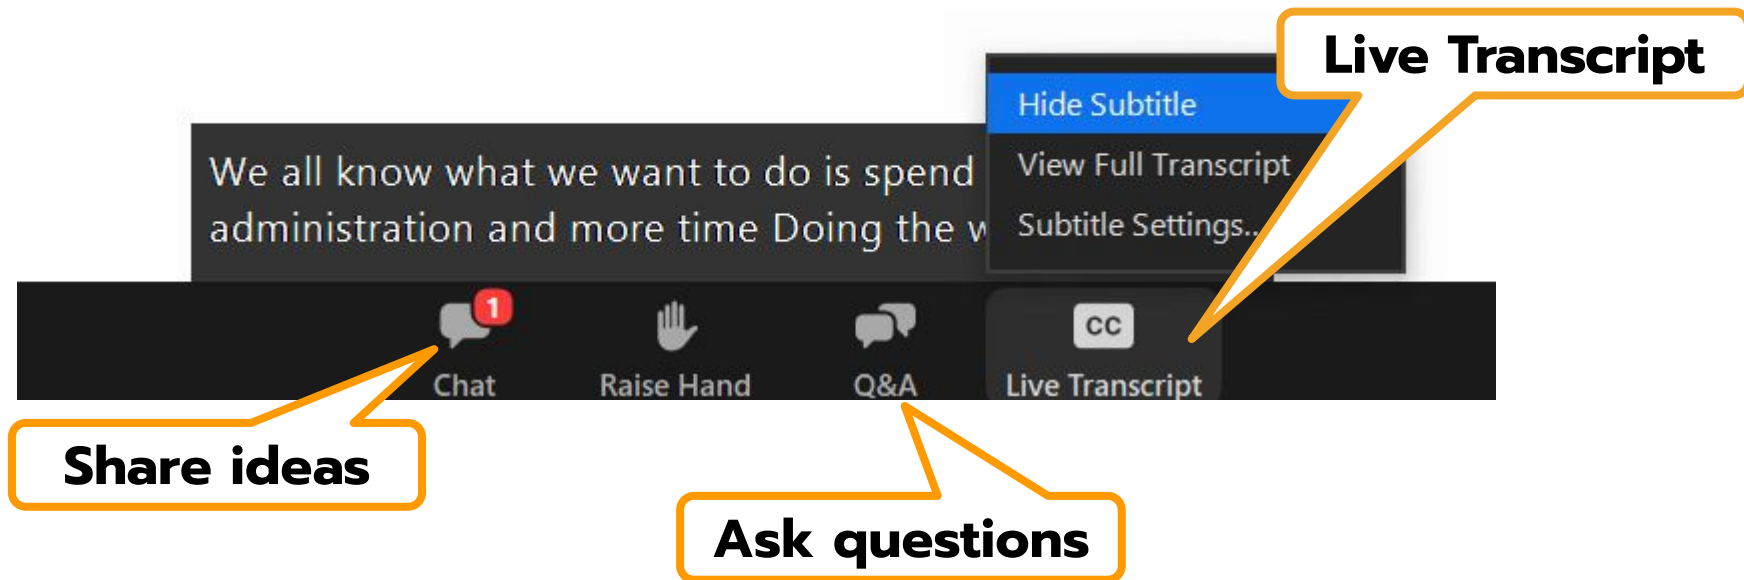 Live Transcript
Hide Subtitle
View Full Transcript
Subtitle Settings..
We all know what we want to do is spend
administration and more time Doing the
1
CC
Chat
Raise Hand
Q&A
Live Transcript
Share ideas
Ask questions